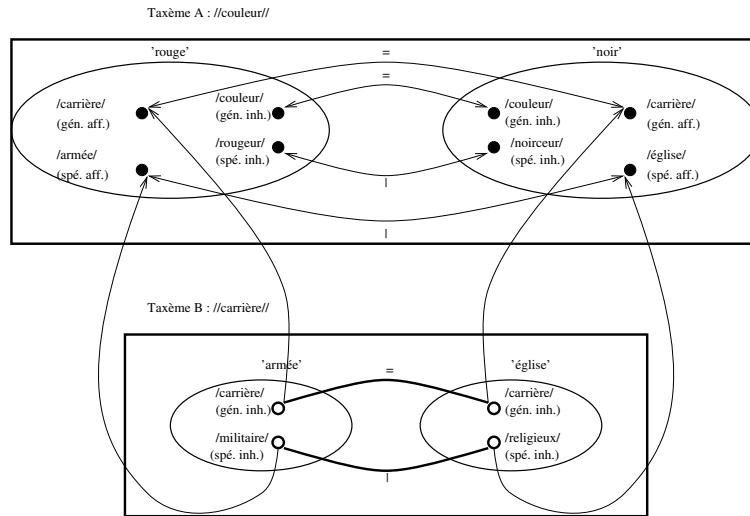 Taxème A : //couleur//
'rouge'
=
'noir'
=
/carrière/
(gén. aff.)
/couleur/
(gén. inh.)
/couleur/
(gén. inh.)
/carrière/
(gén. aff.)
/armée/
(spé. aff.)
/rougeur/
(spé. inh.)
/noirceur/
(spé. inh.)
/église/
(spé. aff.)
|
|
Taxème B : //carrière//
'armée'
=
'église'
/carrière/
(gén. inh.)
/carrière/
(gén. inh.)
/militaire/
(spé. inh.)
/religieux/
(spé. inh.)
|